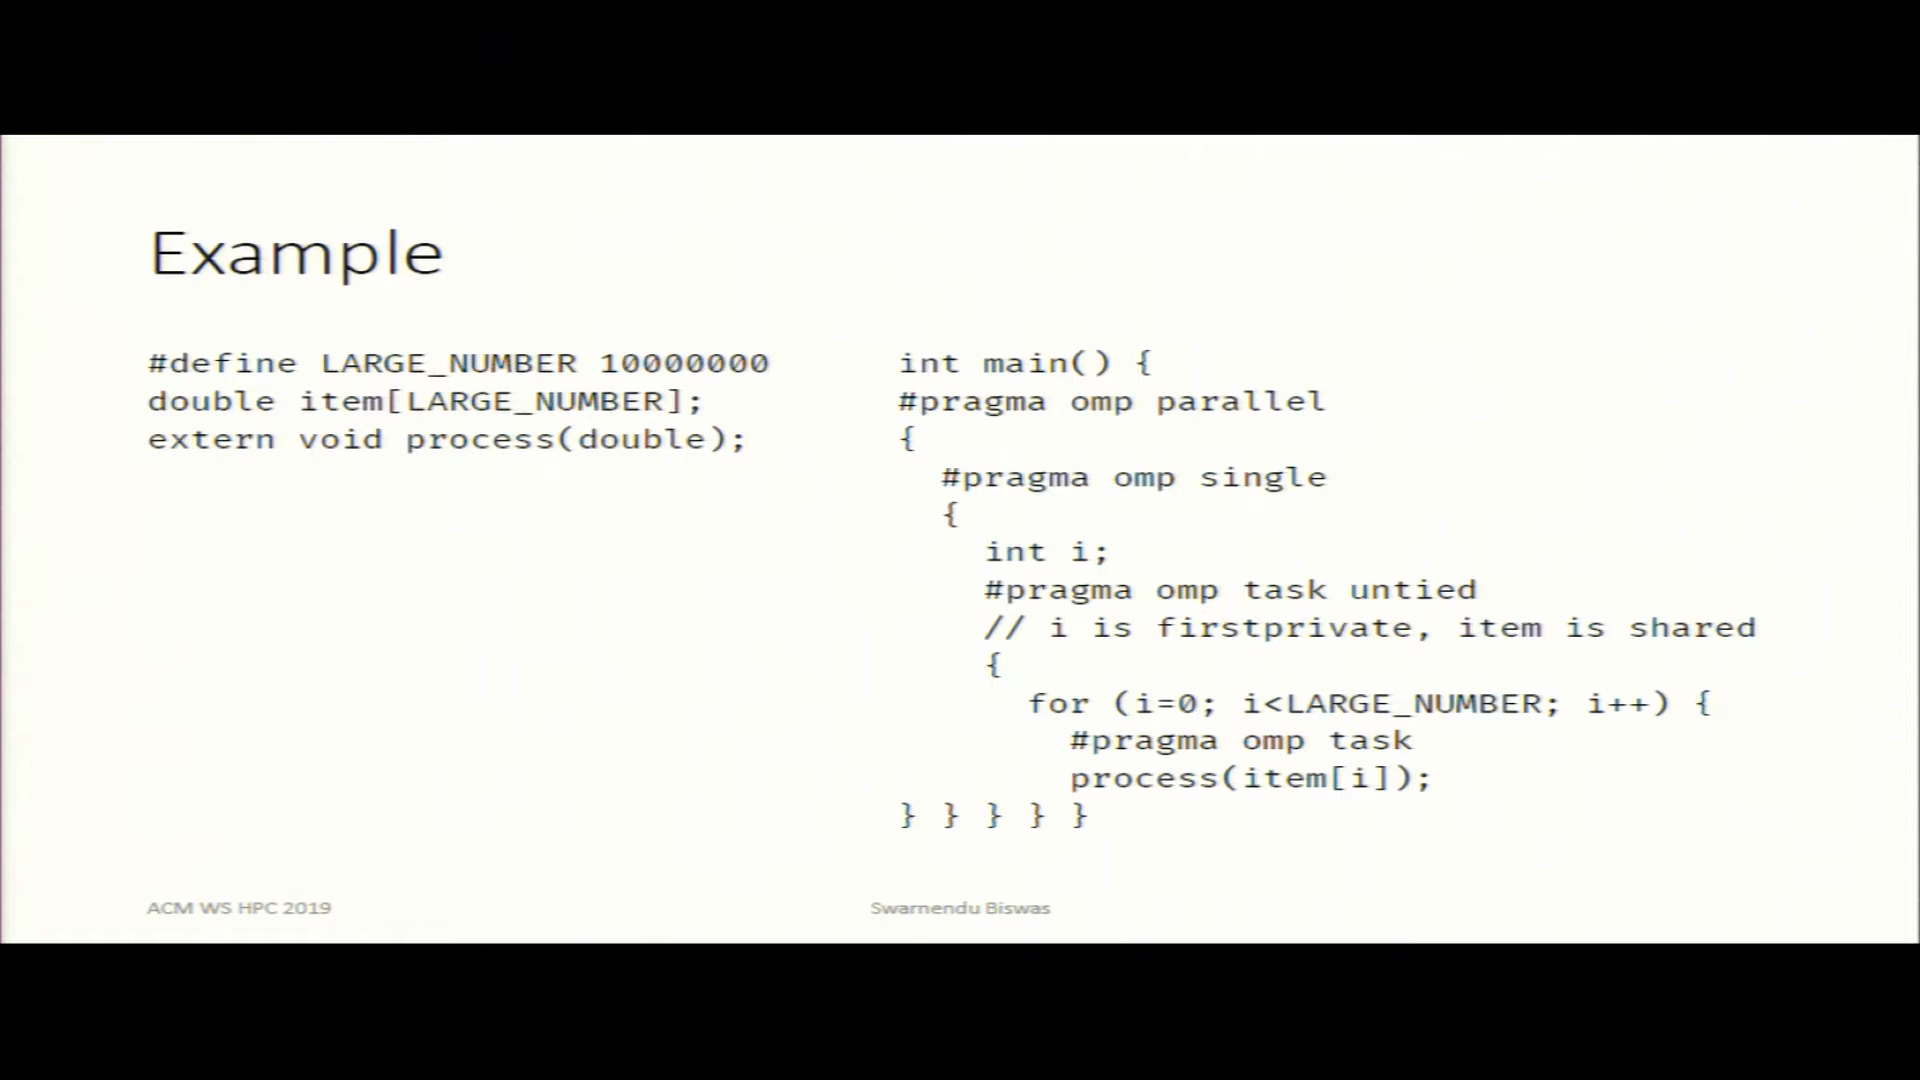 Example
#define LARGE_NUMBER 10000000
double item[LARGE_NUMBER];
extern void process(double);
int main() {
#pragma omp parallel
{
#pragma omp single
{
int i;
#pragma omp task untied
// i is firstprivate, item is shared
{
for (i=0; i<LARGE_NUMBER; i++) {
#pragma omp task
process(item[i]);
} } } } }
ACM WS HPC 2019
Swarnendu Biswas